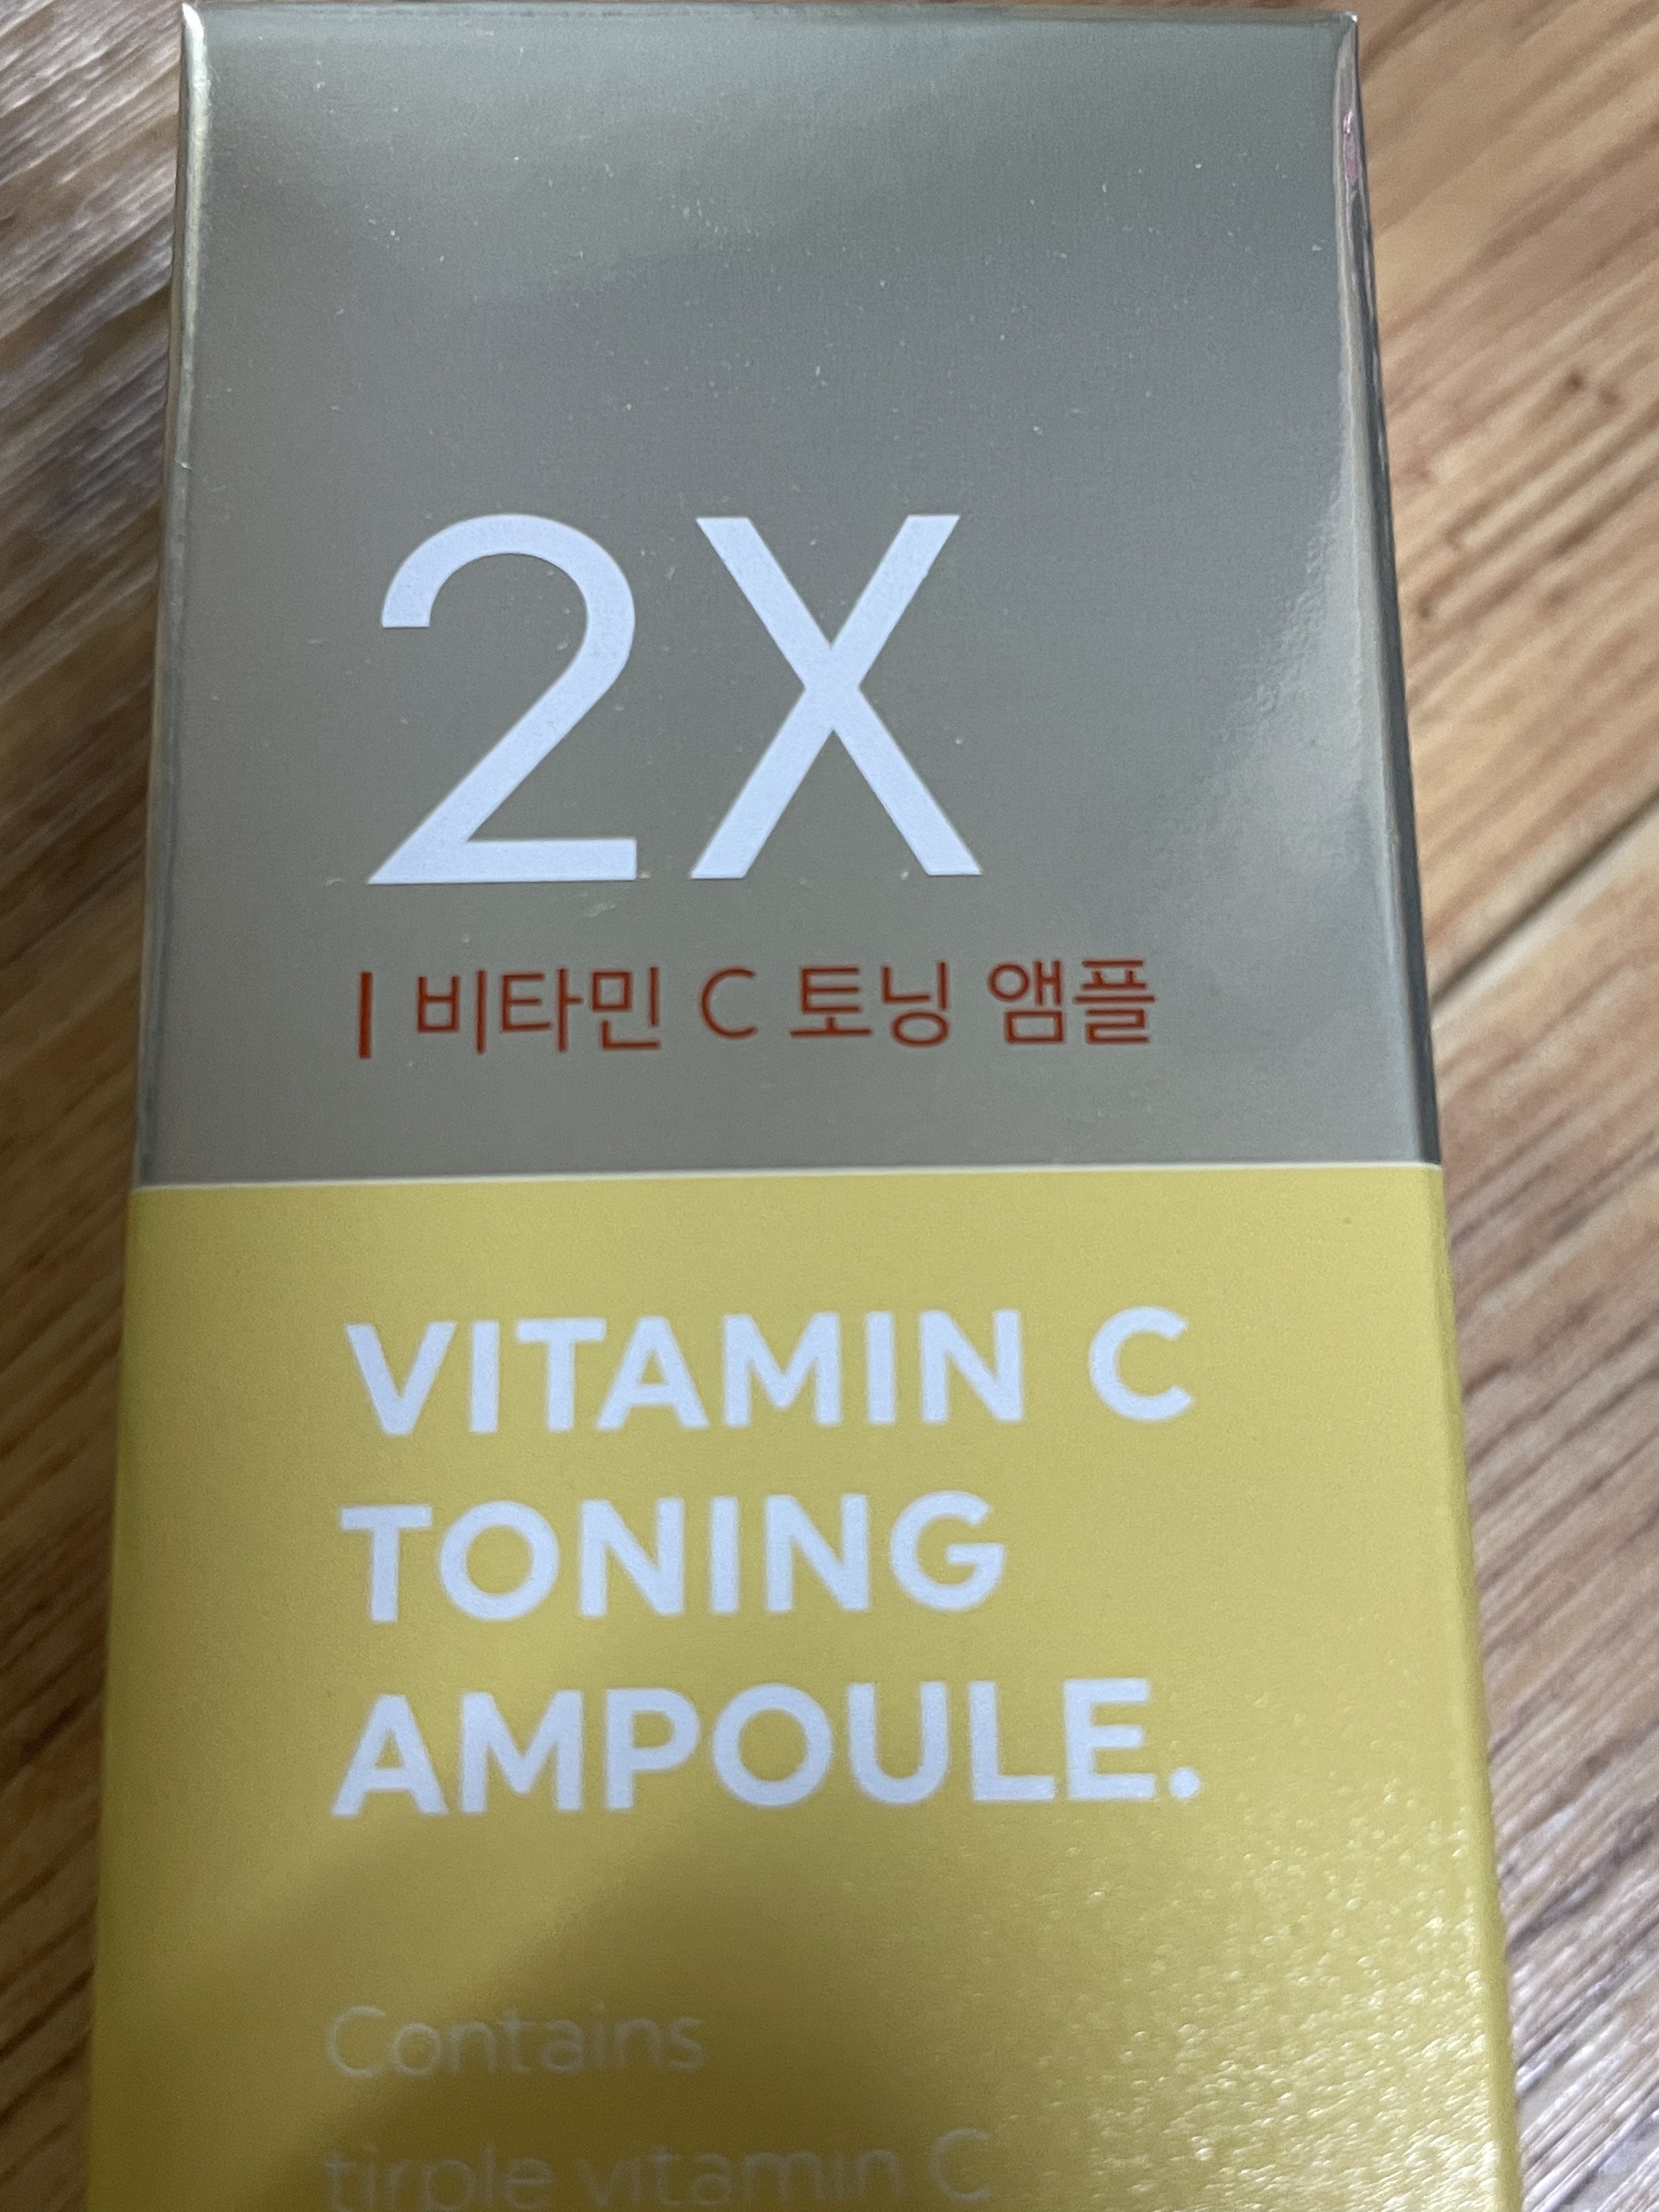 2X
| 비타민 C 토닝 앰플
VITAMIN C
TONING
AMPOULE.
Contains
tirple vitamin C